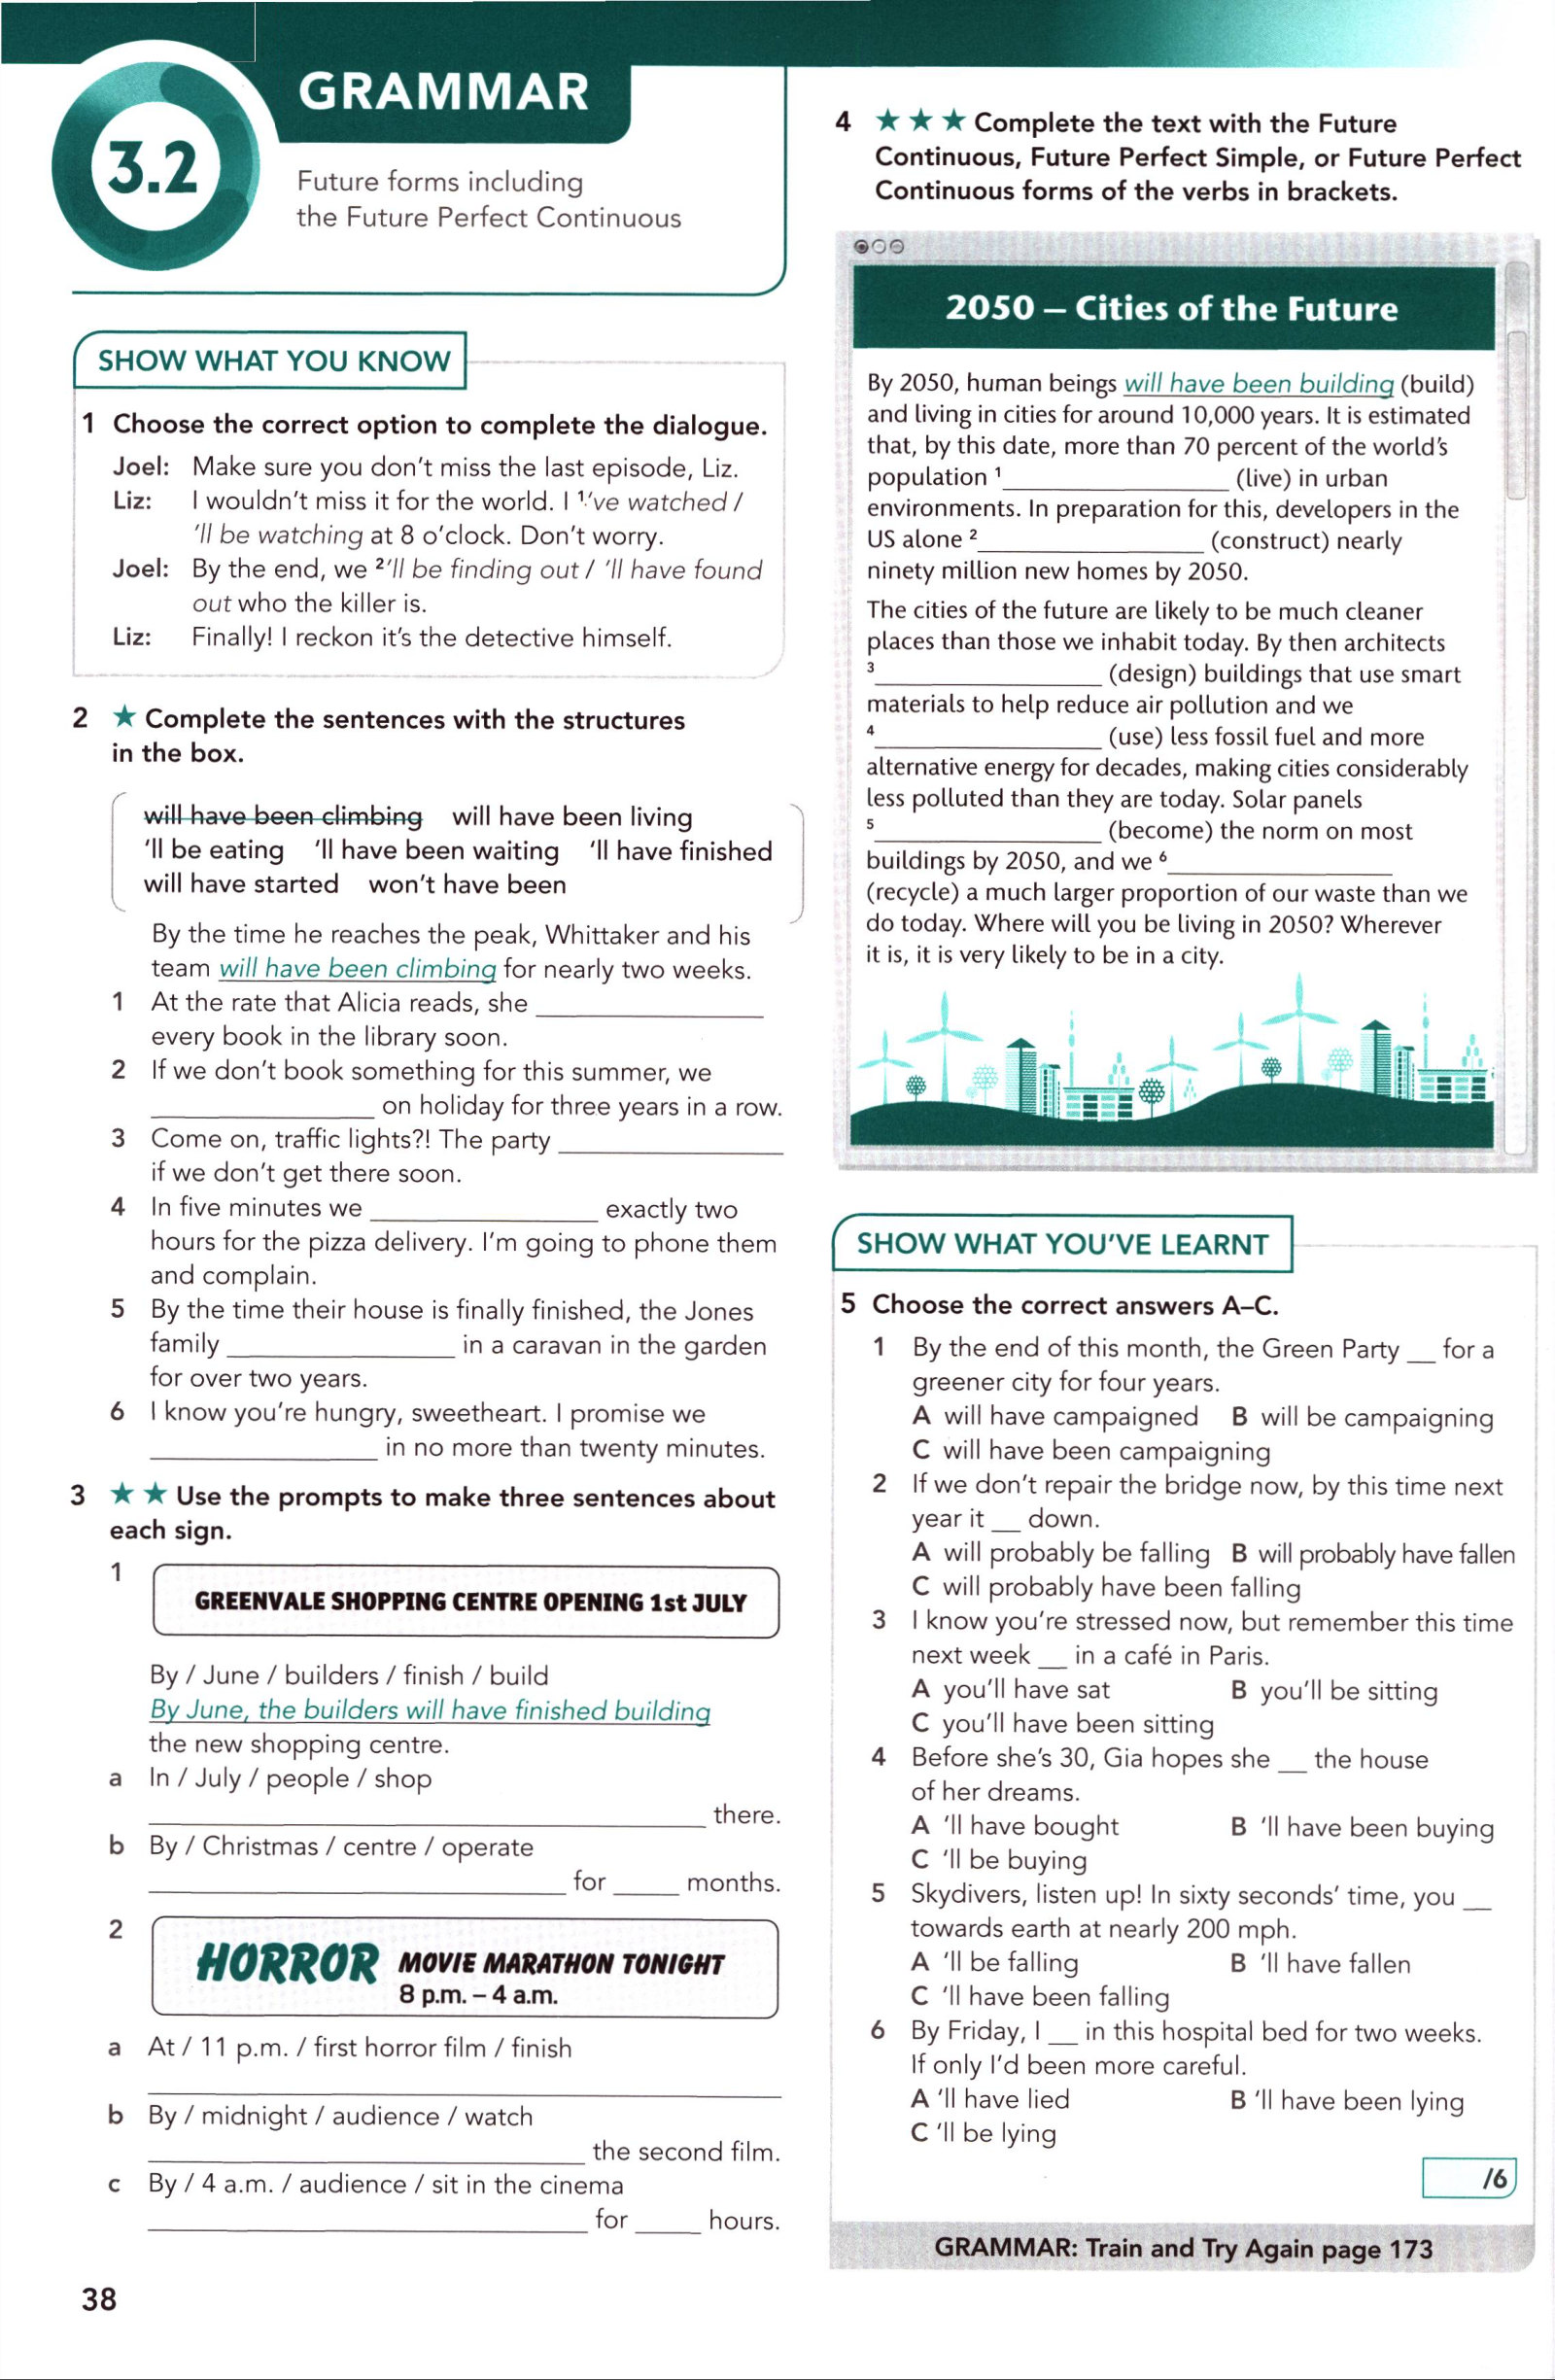 3.2
GRAMMAR
Future forms including
the Future Perfect Continuous
SHOW WHAT YOU KNOW
1 Choose the correct option to complete the dialogue.
Joel: Make sure you don't miss the last episode, Liz.
Liz: I wouldn't miss it for the world. I 1've watched /
'll be watching at 8 o'clock. Don't worry.
Joel: By the end, we 2'll be finding out / 'll have found
out who the killer is.
Liz: Finally! I reckon it's the detective himself.
2 ★ Complete the sentences with the structures
in the box.
will have been climbing will have been living
'll be eating 'll have been waiting 'll have finished
will have started won't have been
By the time he reaches the peak, Whittaker and his
team will have been climbing for nearly two weeks.
1 At the rate that Alicia reads, she ____
every book in the library soon.
2 If we don't book something for this summer, we
____ on holiday for three years in a row.
3 Come on, traffic lights?! The party ____
if we don't get there soon.
4 In five minutes we ____ exactly two
hours for the pizza delivery. I'm going to phone them
and complain.
5 By the time their house is finally finished, the Jones
family ____ in a caravan in the garden
for over two years.
6 I know you're hungry, sweetheart. I promise we
____ in no more than twenty minutes.
3 ★ ★ Use the prompts to make three sentences about
each sign.
1
GREENVALE SHOPPING CENTRE OPENING 1st JULY
By / June / builders / finish / build
By June, the builders will have finished building
the new shopping centre.
a In / July / people / shop
____ there.
b By / Christmas / centre / operate
____ for ____ months.
2
HORROR MOVIE MARATHON TONIGHT
8 p.m. – 4 a.m.
a At / 11 p.m. / first horror film / finish
____
b By / midnight / audience / watch
____ the second film.
c By / 4 a.m. / audience / sit in the cinema
____ for ____ hours.
38
4 ★ ★ ★ Complete the text with the Future
Continuous, Future Perfect Simple, or Future Perfect
Continuous forms of the verbs in brackets.
2050 – Cities of the Future
By 2050, human beings will have been building (build)
and living in cities for around 10,000 years. It is estimated
that, by this date, more than 70 percent of the world's
population 1____ (live) in urban
environments. In preparation for this, developers in the
US alone 2____ (construct) nearly
ninety million new homes by 2050.
The cities of the future are likely to be much cleaner
places than those we inhabit today. By then architects
3____ (design) buildings that use smart
materials to help reduce air pollution and we
4____ (use) less fossil fuel and more
alternative energy for decades, making cities considerably
less polluted than they are today. Solar panels
5____ (become) the norm on most
buildings by 2050, and we 6____
(recycle) a much larger proportion of our waste than we
do today. Where will you be living in 2050? Wherever
it is, it is very likely to be in a city.
SHOW WHAT YOU'VE LEARNT
5 Choose the correct answers A–C.
1 By the end of this month, the Green Party __ for a
greener city for four years.
A will have campaigned B will be campaigning
C will have been campaigning
2 If we don't repair the bridge now, by this time next
year it __ down.
A will probably be falling B will probably have fallen
C will probably have been falling
3 I know you're stressed now, but remember this time
next week __ in a café in Paris.
A you'll have sat B you'll be sitting
C you'll have been sitting
4 Before she's 30, Gia hopes she __ the house
of her dreams.
A 'll have bought B 'll have been buying
C 'll be buying
5 Skydivers, listen up! In sixty seconds' time, you __
towards earth at nearly 200 mph.
A 'll be falling B 'll have fallen
C 'll have been falling
6 By Friday, I __ in this hospital bed for two weeks.
If only I'd been more careful.
A 'll have lied B 'll have been lying
C 'll be lying
/6
GRAMMAR: Train and Try Again page 173